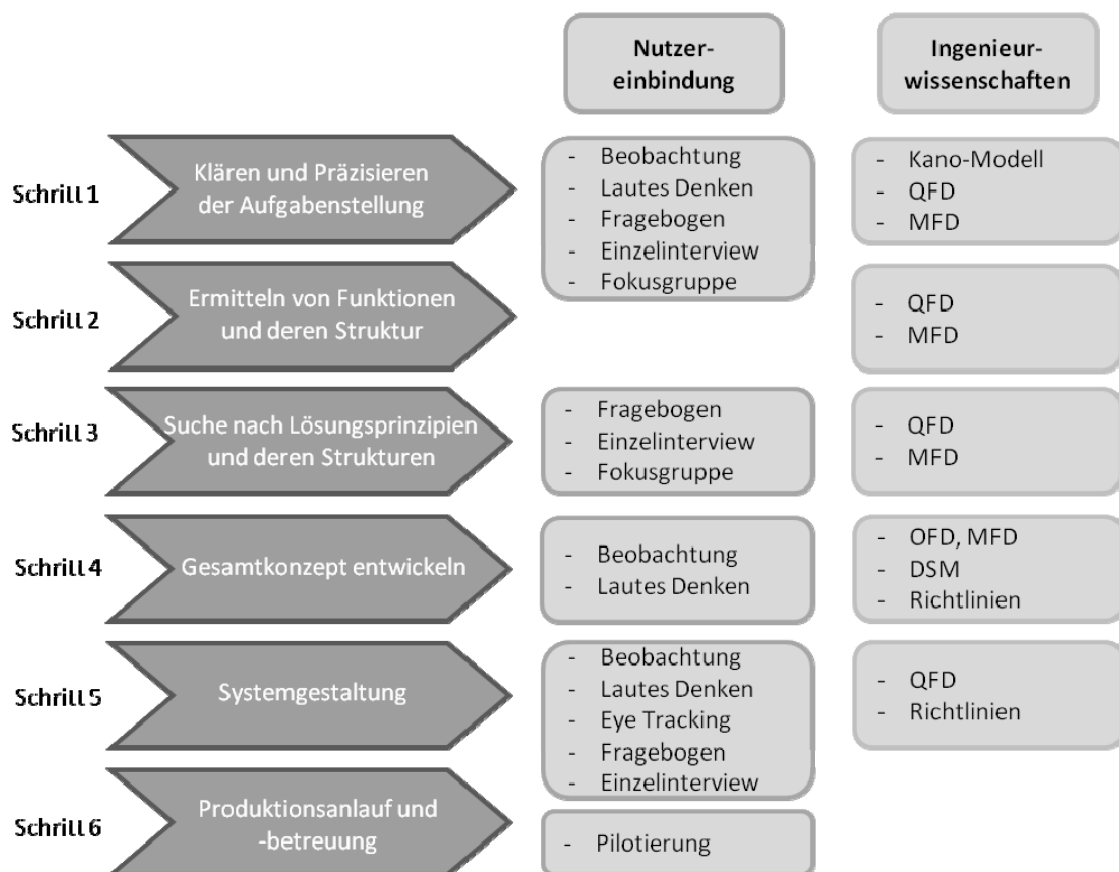 Nutzer-
einbindung
Ingenieur-
wissenschaften
Schritt 1
Klären und Präzisieren
der Aufgabenstellung
- Beobachtung
- Lautes Denken
- Fragebogen
- Einzelinterview
- Fokusgruppe
- Kano-Modell
- QFD
- MFD
Schritt 2
Ermitteln von Funktionen
und deren Struktur
- QFD
- MFD
Schritt 3
Suche nach Lösungsprinzipien
und deren Strukturen
- Fragebogen
- Einzelinterview
- Fokusgruppe
- QFD
- MFD
Schritt 4
Gesamtkonzept entwickeln
- Beobachtung
- Lautes Denken
- OFD, MFD
- DSM
- Richtlinien
Schritt 5
Systemgestaltung
- Beobachtung
- Lautes Denken
- Eye Tracking
- Fragebogen
- Einzelinterview
- QFD
- Richtlinien
Schritt 6
Produktionsanlauf und
-betreuung
- Pilotierung